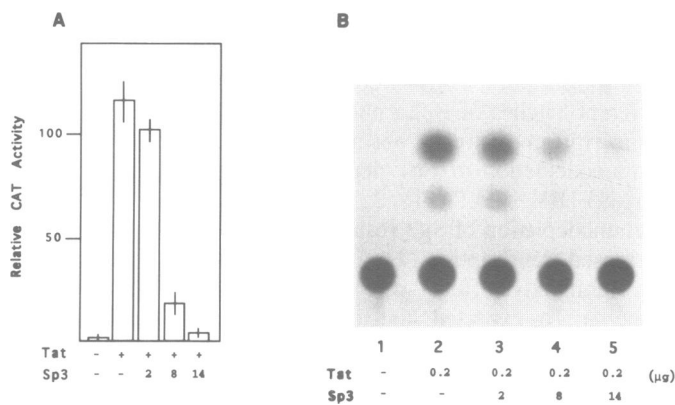 A
B
Relative CAT Activity
100
50
Tat - + + + +
Sp3 - - 2 8 14
1 2 3 4 5
Tat - 0.2 0.2 0.2 0.2 (μg)
Sp3 - - 2 8 14